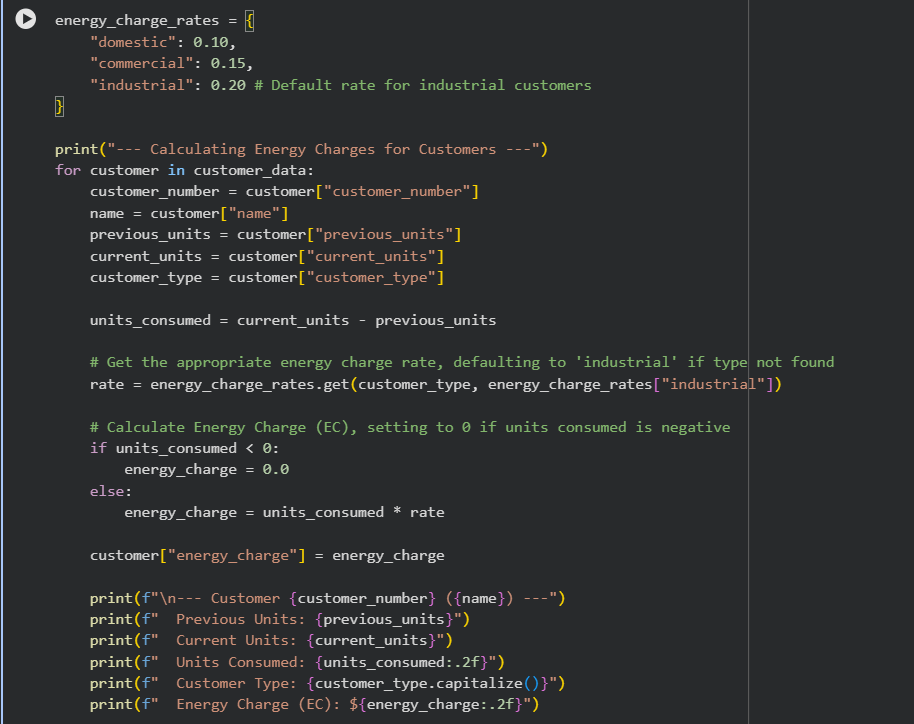 energy_charge_rates = {
    "domestic": 0.10,
    "commercial": 0.15,
    "industrial": 0.20 # Default rate for industrial customers
}

print("--- Calculating Energy Charges for Customers ---")
for customer in customer_data:
    customer_number = customer["customer_number"]
    name = customer["name"]
    previous_units = customer["previous_units"]
    current_units = customer["current_units"]
    customer_type = customer["customer_type"]

    units_consumed = current_units - previous_units

    # Get the appropriate energy charge rate, defaulting to 'industrial' if type not found
    rate = energy_charge_rates.get(customer_type, energy_charge_rates["industrial"])

    # Calculate Energy Charge (EC), setting to 0 if units consumed is negative
    if units_consumed < 0:
        energy_charge = 0.0
    else:
        energy_charge = units_consumed * rate

    customer["energy_charge"] = energy_charge

    print(f"\n--- Customer {customer_number} ({name}) ---")
    print(f"  Previous Units: {previous_units}")
    print(f"  Current Units: {current_units}")
    print(f"  Units Consumed: {units_consumed:.2f}")
    print(f"  Customer Type: {customer_type.capitalize()}")
    print(f"  Energy Charge (EC): ${energy_charge:.2f}")